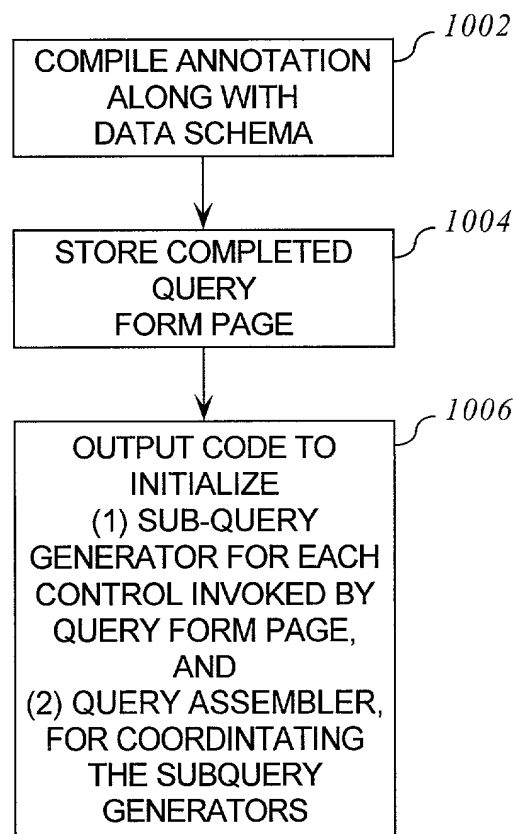 1002
COMPILE ANNOTATION
ALONG WITH
DATA SCHEMA
1004
STORE COMPLETED
QUERY
FORM PAGE
1006
OUTPUT CODE TO
INITIALIZE
(1) SUB-QUERY
GENERATOR FOR EACH
CONTROL INVOKED BY
QUERY FORM PAGE,
AND
(2) QUERY ASSEMBLER,
FOR COORDINTATING
THE SUBQUERY
GENERATORS